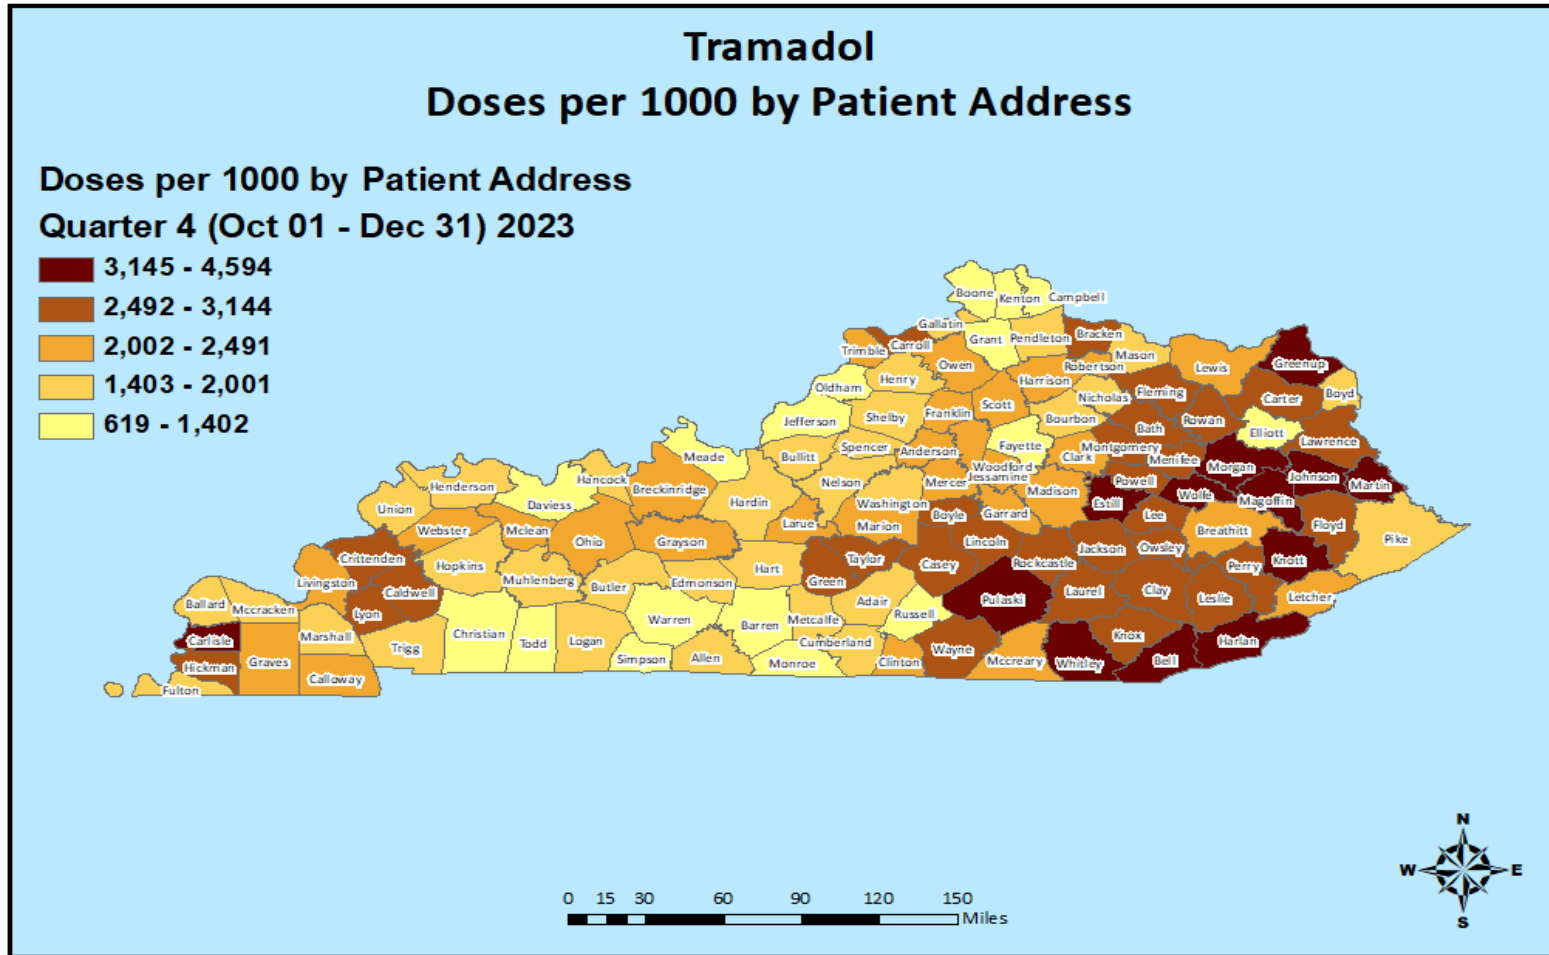 Tramadol
Doses per 1000 by Patient Address
Doses per 1000 by Patient Address
Quarter 4 (Oct 01 - Dec 31) 2023
3,145 - 4,594
2,492 - 3,144
2,002 - 2,491
1,403 - 2,001
619 - 1,402
Boone
Kenton
Campbell
Gallatin
Grant
Pendleton
Bracken
Trimble
Carroll
Owen
Robertson
Mason
Lewis
Greenup
Oldham
Henry
Harrison
Nicholas
Fleming
Carter
Boyd
Jefferson
Shelby
Franklin
Scott
Bourbon
Bath
Rowan
Elliott
Lawrence
Meade
Bullitt
Spencer
Anderson
Fayette
Clark
Montgomery
Menifee
Morgan
Woodford
Jessamine
Johnson
Martin
Henderson
Hancock
Daviess
Breckinridge
Hardin
Nelson
Mercer
Madison
Powell
Wolfe
Magoffin
Union
Washington
Estill
Webster
Mclean
Ohio
Grayson
Larue
Marion
Boyle
Garrard
Lee
Breathitt
Floyd
Pike
Crittenden
Hopkins
Muhlenberg
Butler
Edmonson
Hart
Green
Taylor
Casey
Lincoln
Rockcastle
Jackson
Owsley
Perry
Knott
Livingston
Caldwell
Lyon
Laurel
Clay
Leslie
Letcher
Ballard
Mccracken
Marshall
Trigg
Christian
Todd
Logan
Warren
Barren
Metcalfe
Adair
Russell
Pulaski
Carlisle
Hickman
Graves
Calloway
Fulton
Simpson
Allen
Monroe
Cumberland
Clinton
Wayne
Mccreary
Whitley
Knox
Bell
Harlan
N
W
E
S
0 15 30 60 90 120 150
Miles